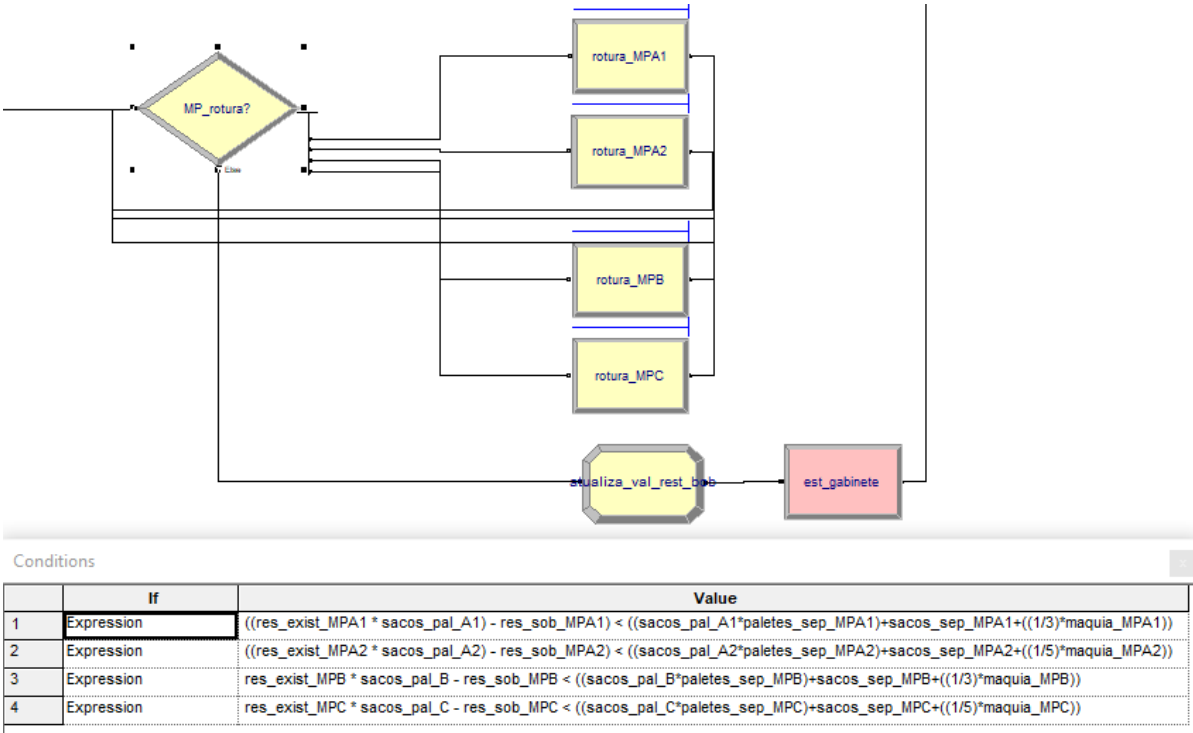 rotura_MPA1
MP_rotura?
rotura_MPA2
Else
rotura_MPB
rotura_MPC
atualiza_val_rest_bob
est_gabinete
Conditions
x
If Value
1 Expression ((res_exist_MPA1 * sacos_pal_A1) - res_sob_MPA1) < ((sacos_pal_A1*paletes_sep_MPA1)+sacos_sep_MPA1+((1/3)*maquia_MPA1))
2 Expression ((res_exist_MPA2 * sacos_pal_A2) - res_sob_MPA2) < ((sacos_pal_A2*paletes_sep_MPA2)+sacos_sep_MPA2+((1/5)*maquia_MPA2))
3 Expression res_exist_MPB * sacos_pal_B - res_sob_MPB < ((sacos_pal_B*paletes_sep_MPB)+sacos_sep_MPB+((1/3)*maquia_MPB))
4 Expression res_exist_MPC * sacos_pal_C - res_sob_MPC < ((sacos_pal_C*paletes_sep_MPC)+sacos_sep_MPC+((1/5)*maquia_MPC))